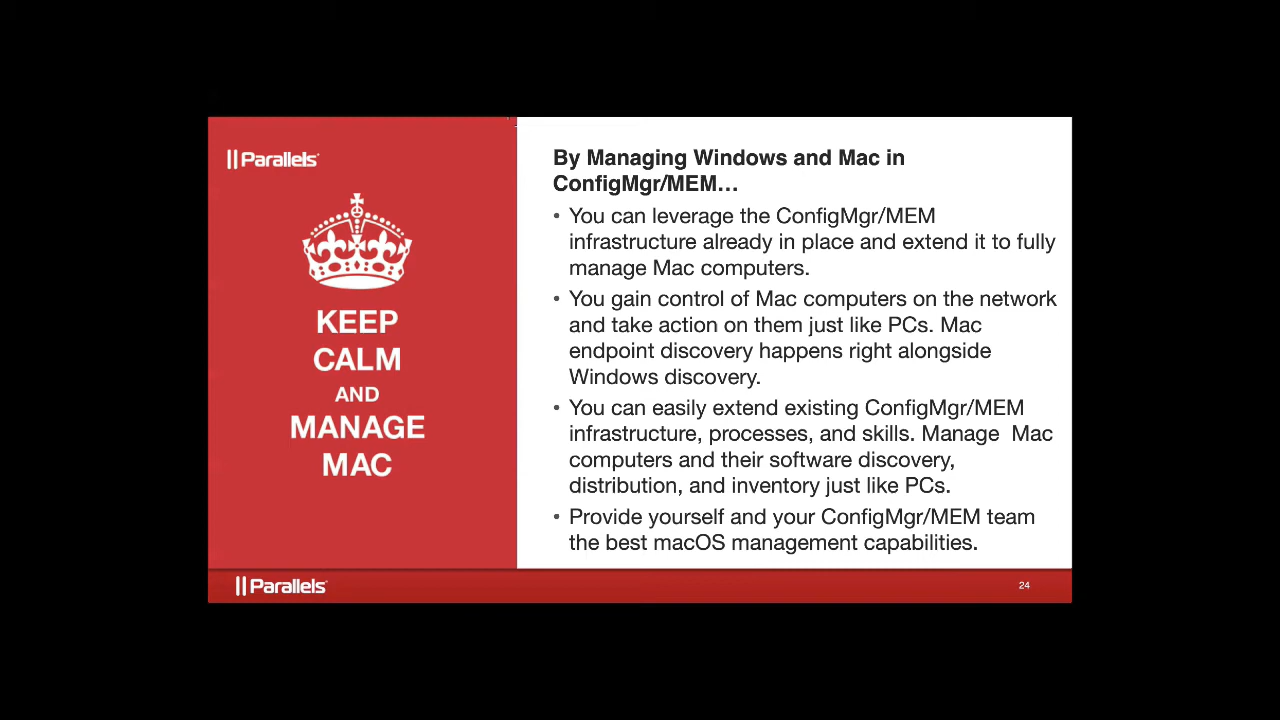 Parallels
KEEP
CALM
AND
MANAGE
MAC
By Managing Windows and Mac in
ConfigMgr/MEM…
• You can leverage the ConfigMgr/MEM
infrastructure already in place and extend it to fully
manage Mac computers.
• You gain control of Mac computers on the network
and take action on them just like PCs. Mac
endpoint discovery happens right alongside
Windows discovery.
• You can easily extend existing ConfigMgr/MEM
infrastructure, processes, and skills. Manage  Mac
computers and their software discovery,
distribution, and inventory just like PCs.
• Provide yourself and your ConfigMgr/MEM team
the best macOS management capabilities.
Parallels
24